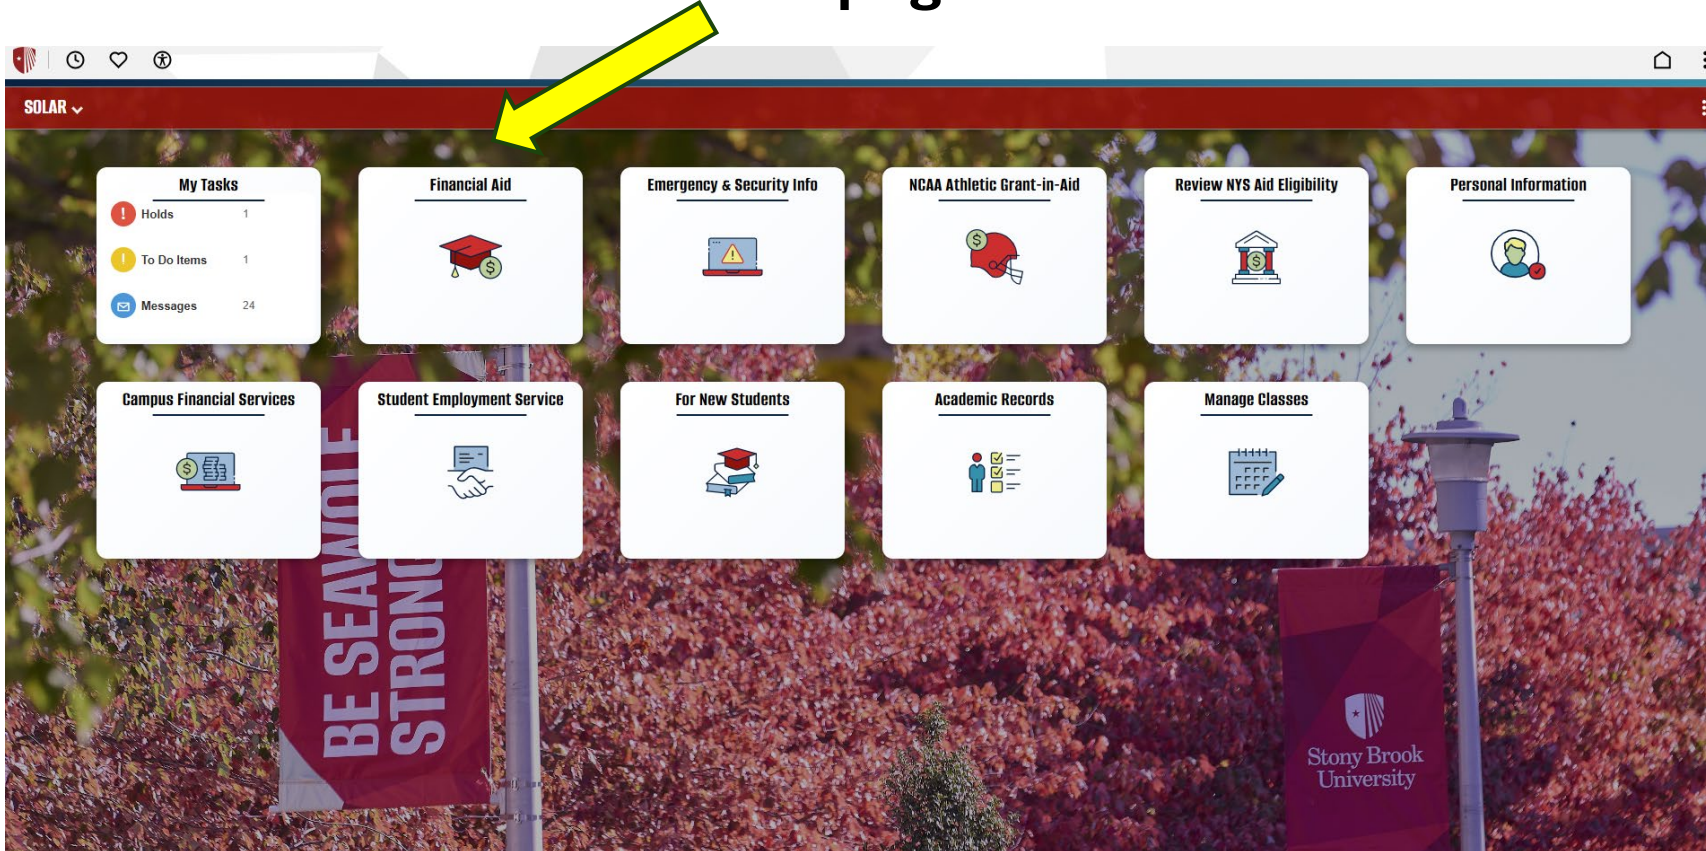 SOLAR
My Tasks
Holds 1
To Do Items 1
Messages 24
Financial Aid
Emergency & Security Info
NCAA Athletic Grant-in-Aid
Review NYS Aid Eligibility
Personal Information
Campus Financial Services
Student Employment Service
For New Students
Academic Records
Manage Classes
BE SEAWOLF
STRONG
Stony Brook
University